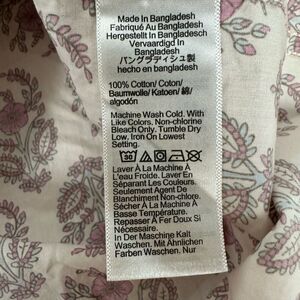 Made In Bangladesh
Fabriqué Au Bangladesh
Hergestellt In Bangladesch
Vervaardigd In
Bangladesh
バングラディシュ製
hecho en bangladesh
100% Cotton/ Coton/
Baumwolle/ Katoen/ 綿/
algodón
Machine Wash Cold. With
Like Colors. Non-chlorine
Bleach Only. Tumble Dry
Low. Iron On Lowest
Setting.
30
Laver À La Machine À
L'eau Froide. Laver En
Séparant Les Couleurs.
Seulement Agent De
Blanchiment Non-chlore.
Sécher À La Machine À
Basse Température.
Repasser À Fer Doux Si
Nécessaire.
In Der Maschine Kalt
Waschen. Mit Ähnlichen
Farben Waschen. Nur